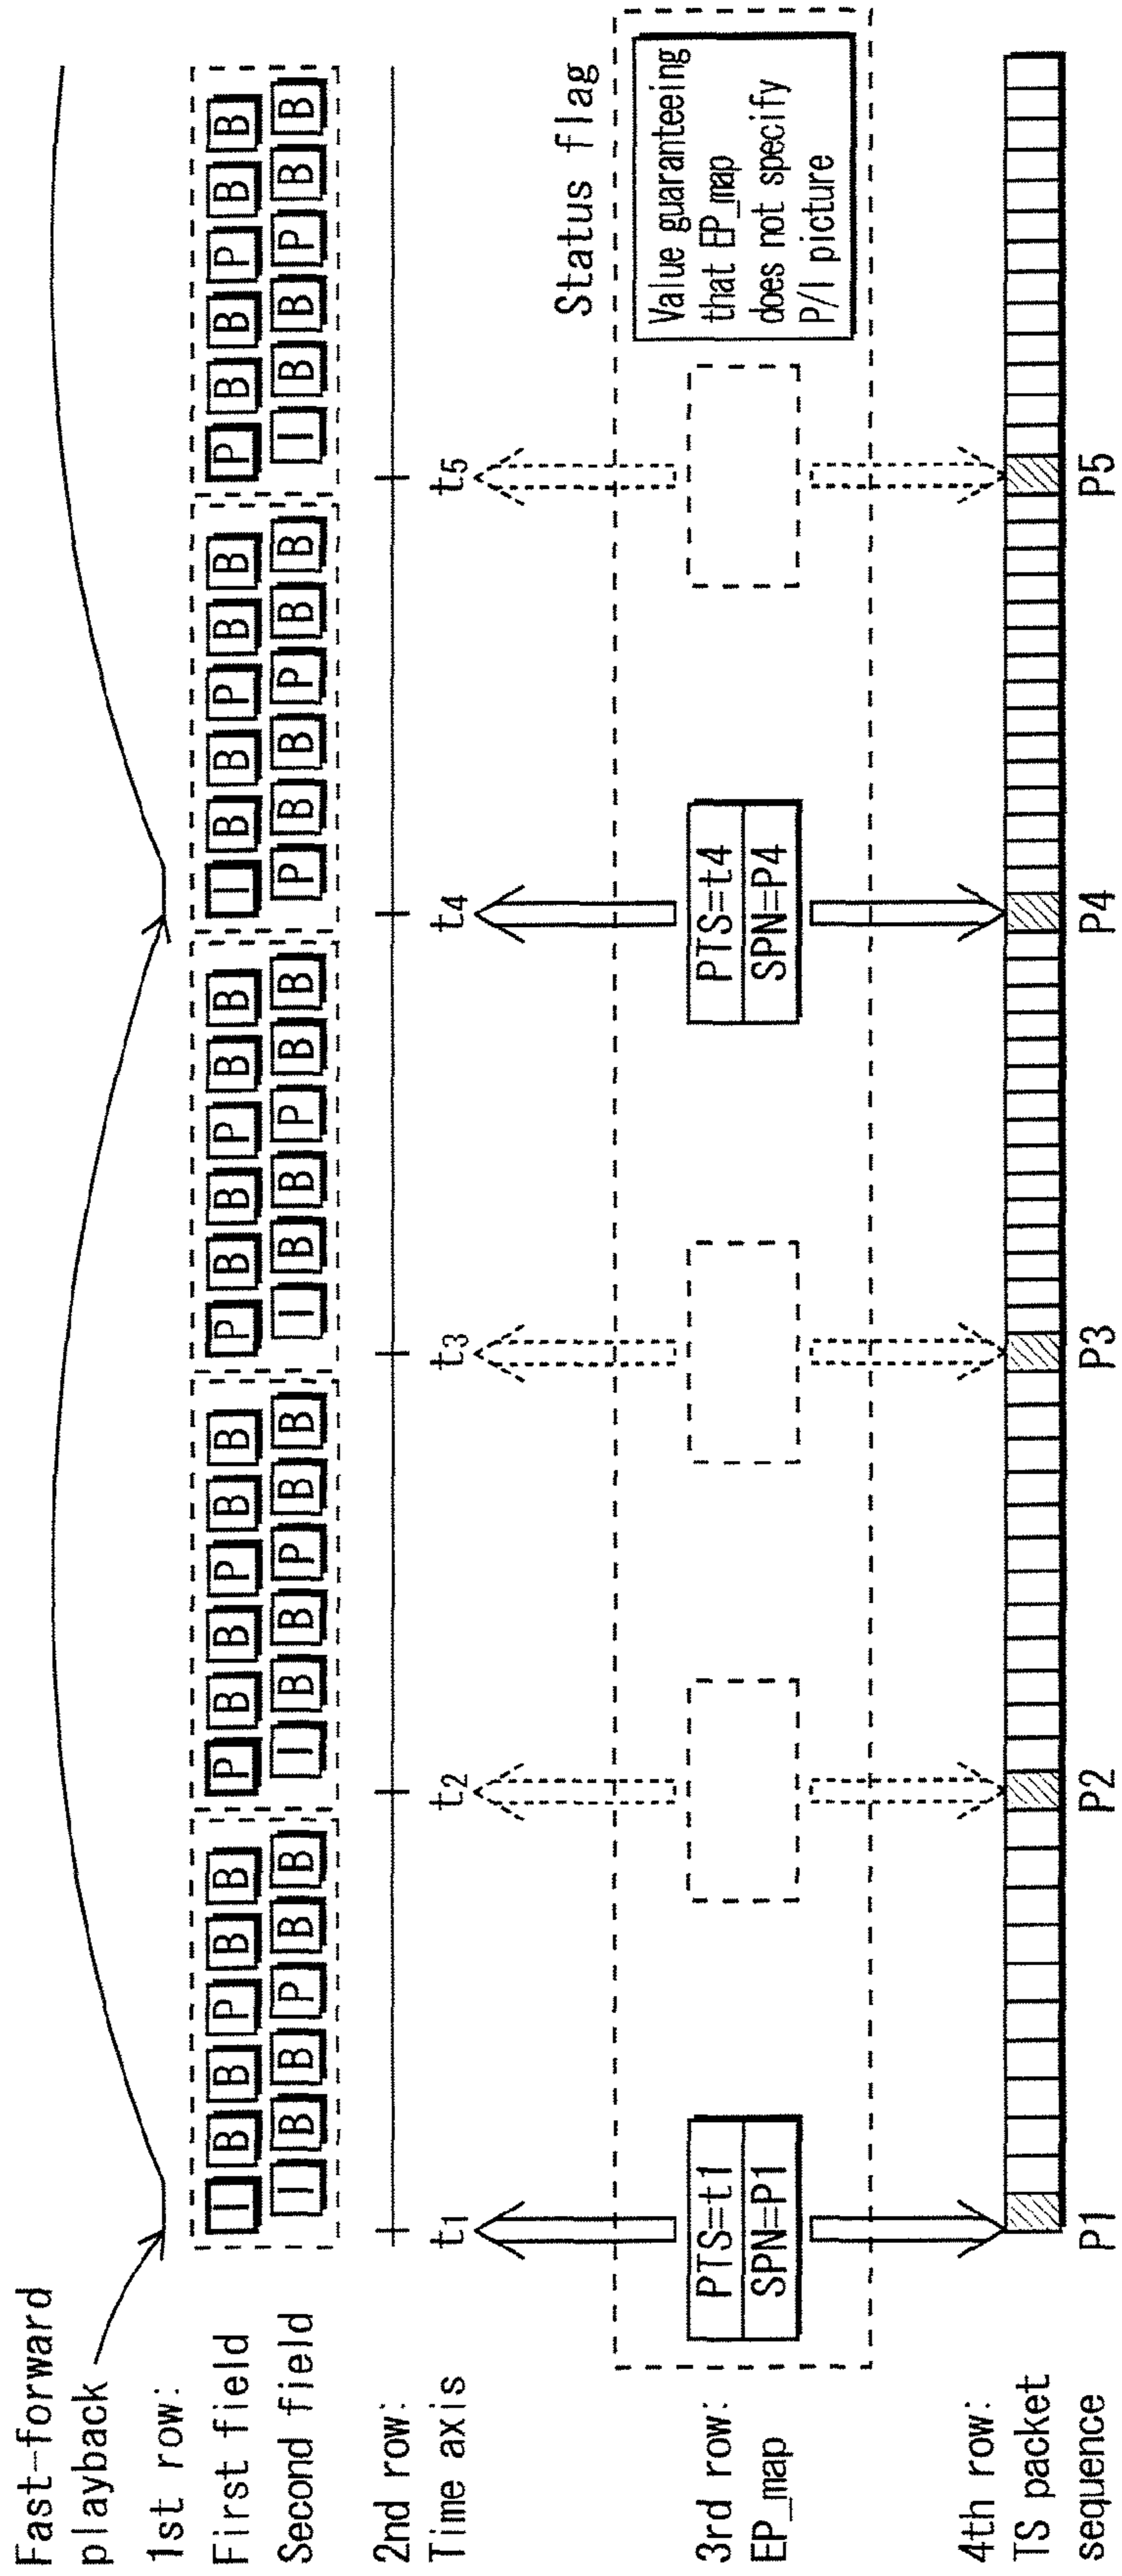 Fast-forward
playback
1st row:
First field I B B P B B P B B P B B P B B P B B I B B P B B P B B P B B
Second field I B B P B B I B B P B B I B B P B B P B B P B B I B B P B B
2nd row:
Time axis t1 t2 t3 t4 t5
Status flag
3rd row:
EP_map
PTS=t1
SPN=P1
PTS=t4
SPN=P4
Value guaranteeing
that EP_map
does not specify
P/I picture
4th row:
TS packet
sequence P1 P2 P3 P4 P5